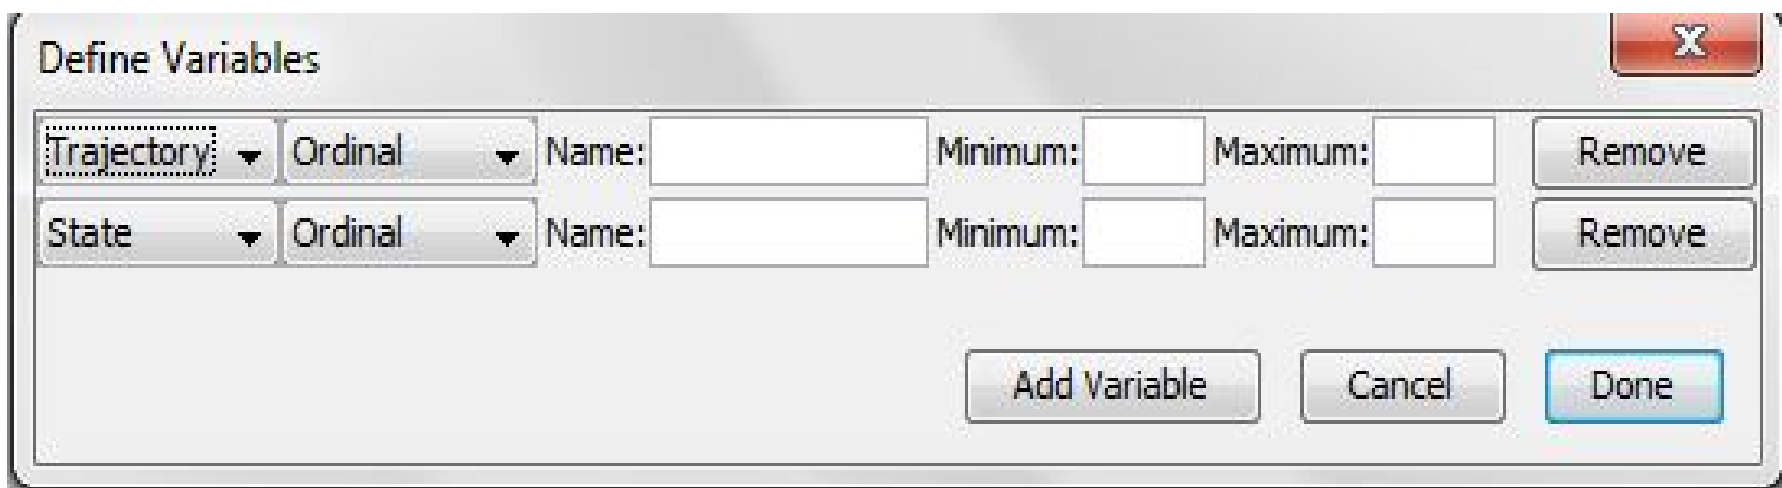 Define Variables
X
Trajectory Ordinal Name: Minimum: Maximum: Remove
State Ordinal Name: Minimum: Maximum: Remove
Add Variable Cancel Done